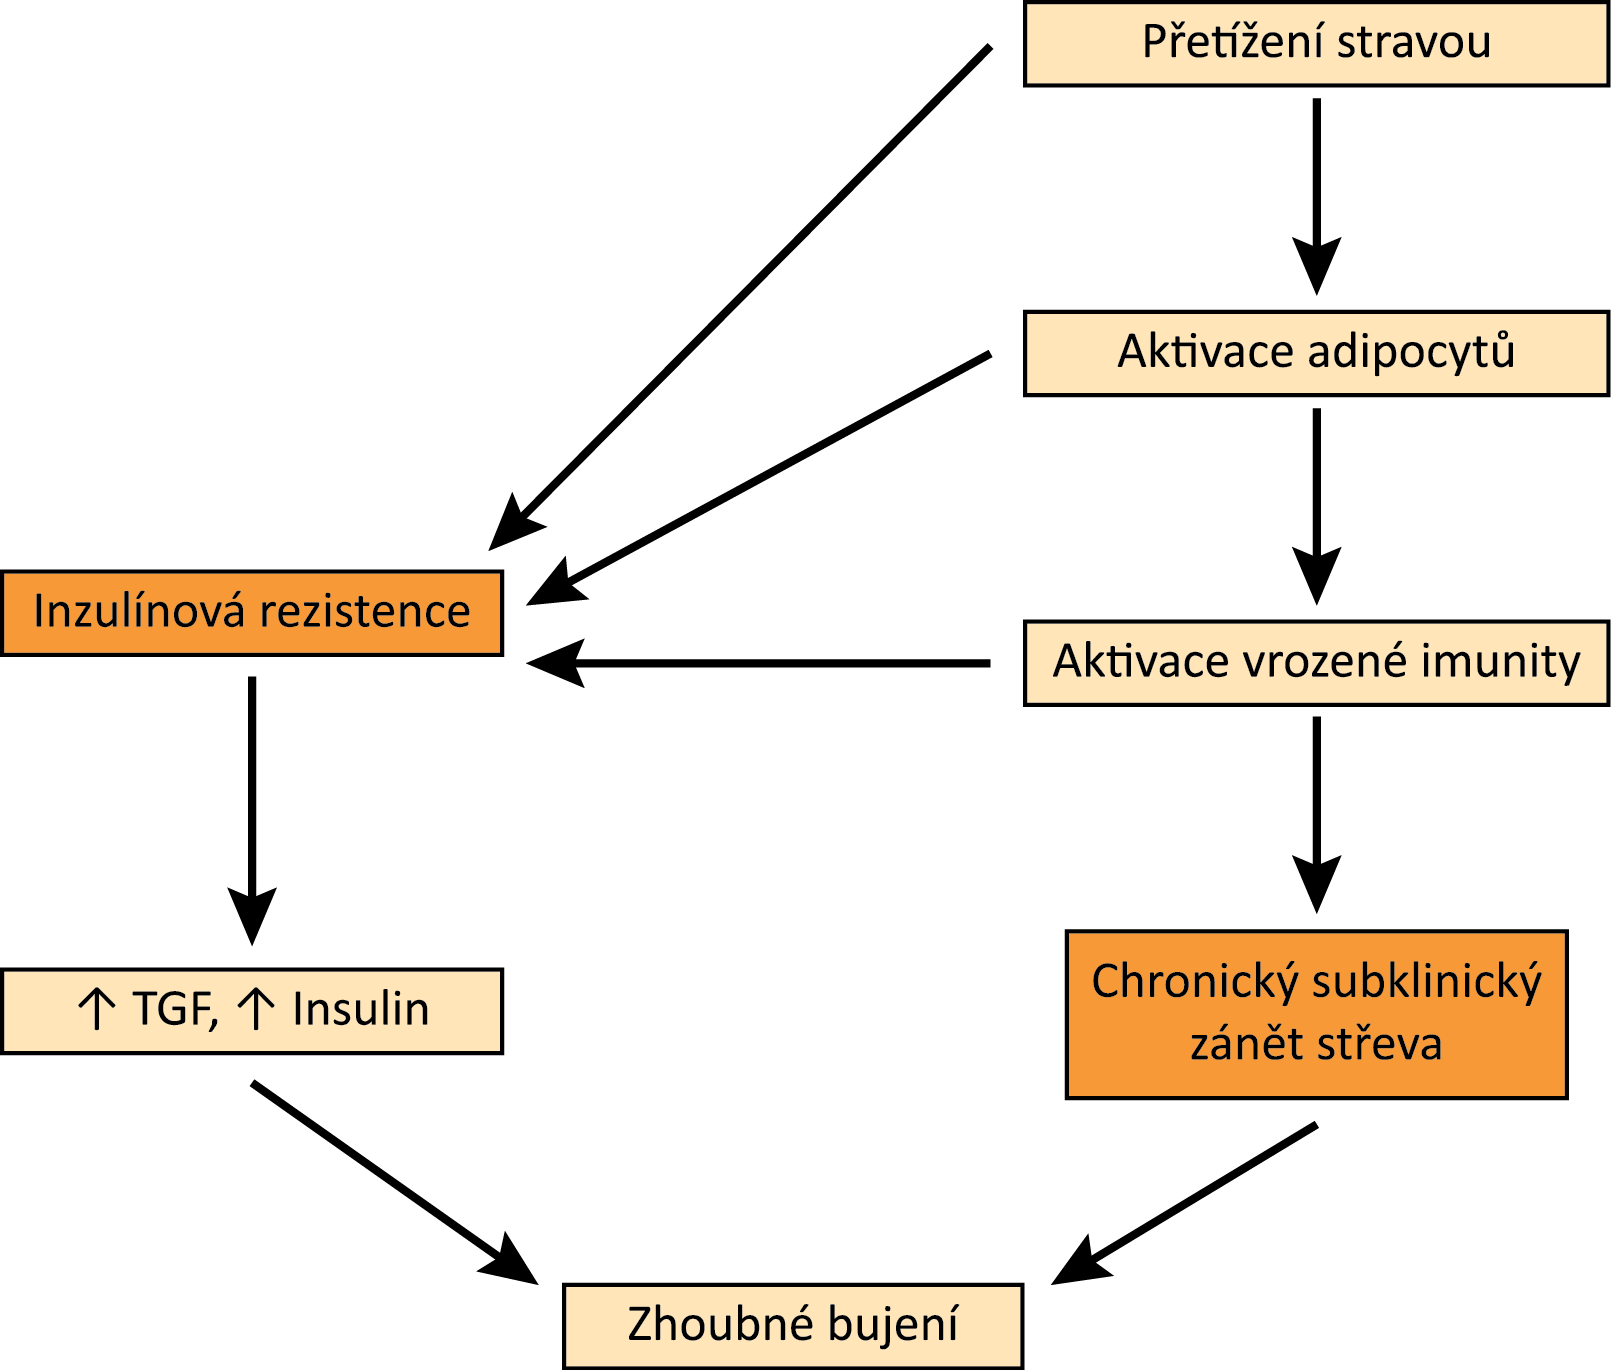 Přetížení stravou
Aktivace adipocytů
Inzulínová rezistence
Aktivace vrozené imunity
↑ TGF, ↑ Insulin
Chronický subklinický
zánět střeva
Zhoubné bujení